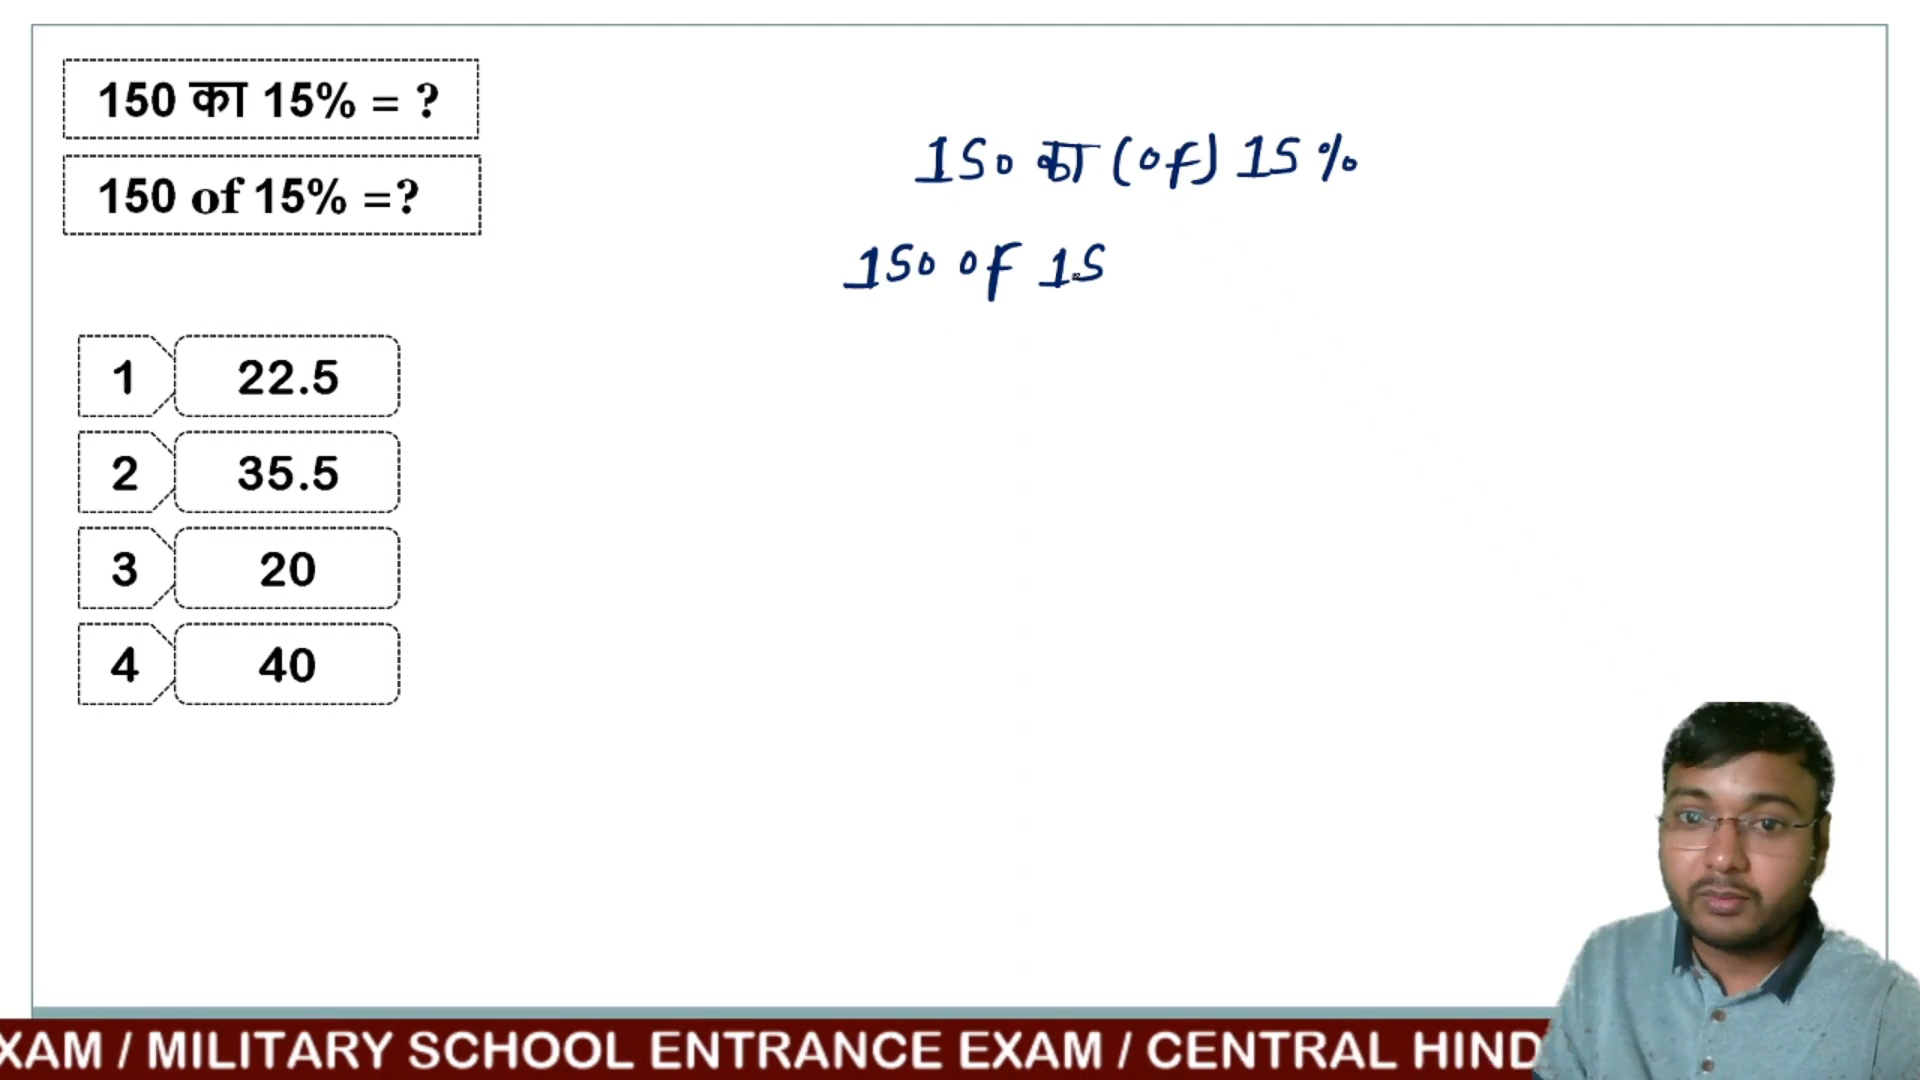 150 का 15% = ?
150 of 15% =?
150 का (of) 15 %
150 of 15
1 22.5
2 35.5
3 20
4 40
XAM / MILITARY SCHOOL ENTRANCE EXAM / CENTRAL HIND